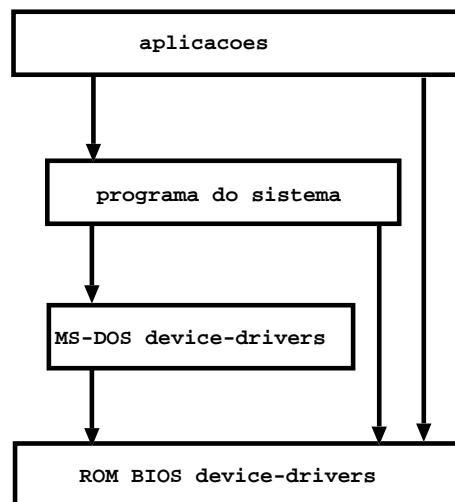 aplicacoes
programa do sistema
MS-DOS device-drivers
ROM BIOS device-drivers